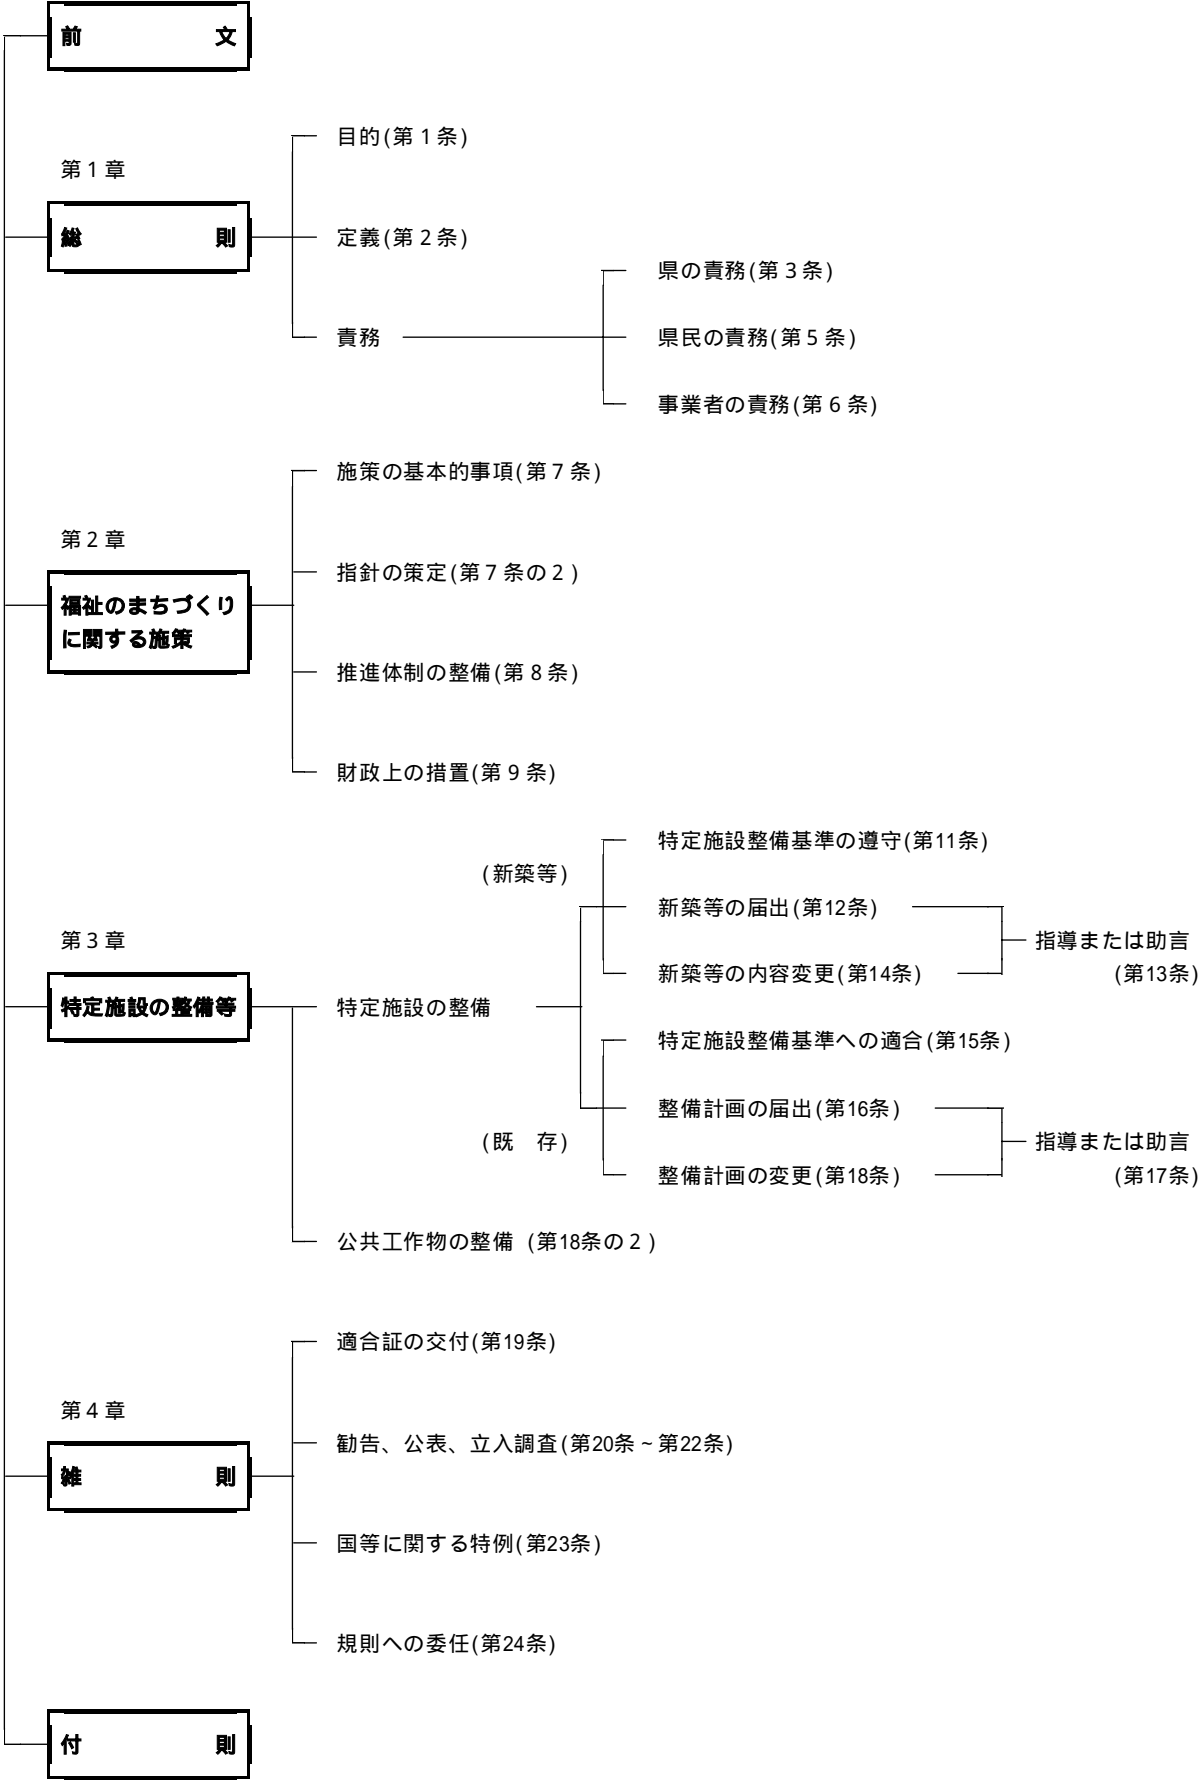 前　文
目的(第１条)
第１章
総　則
定義(第２条)
県の責務(第３条)
責務
県民の責務(第５条)
事業者の責務(第６条)
施策の基本的事項(第７条)
第２章
指針の策定(第７条の２)
福祉のまちづくり
に関する施策
推進体制の整備(第８条)
財政上の措置(第９条)
特定施設整備基準の遵守(第11条)
(新築等)
新築等の届出(第12条)
第３章
指導または助言
新築等の内容変更(第14条)
(第13条)
特定施設の整備等
特定施設の整備
特定施設整備基準への適合(第15条)
整備計画の届出(第16条)
(既　存)
指導または助言
整備計画の変更(第18条)
(第17条)
公共工作物の整備 (第18条の２)
適合証の交付(第19条)
第４章
勧告、公表、立入調査(第20条～第22条)
雑　則
国等に関する特例(第23条)
規則への委任(第24条)
付　則